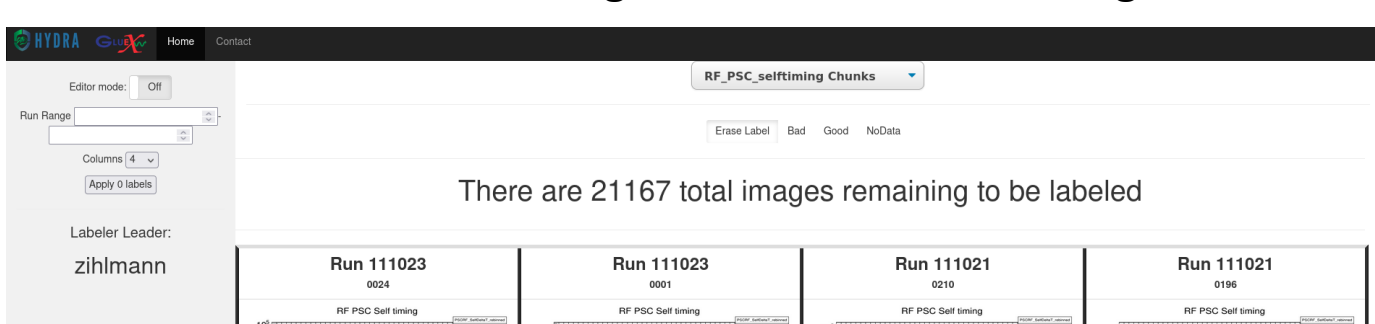 HYDRA GLUEX Home Contact
Editor mode: Off
Run Range -
Columns 4
Apply 0 labels
Labeler Leader:
zihlmann
RF_PSC_selftiming Chunks
Erase Label Bad Good NoData
There are 21167 total images remaining to be labeled
Run 111023 Run 111023 Run 111021 Run 111021
0024 0001 0210 0196
RF PSC Self timing RF PSC Self timing RF PSC Self timing RF PSC Self timing